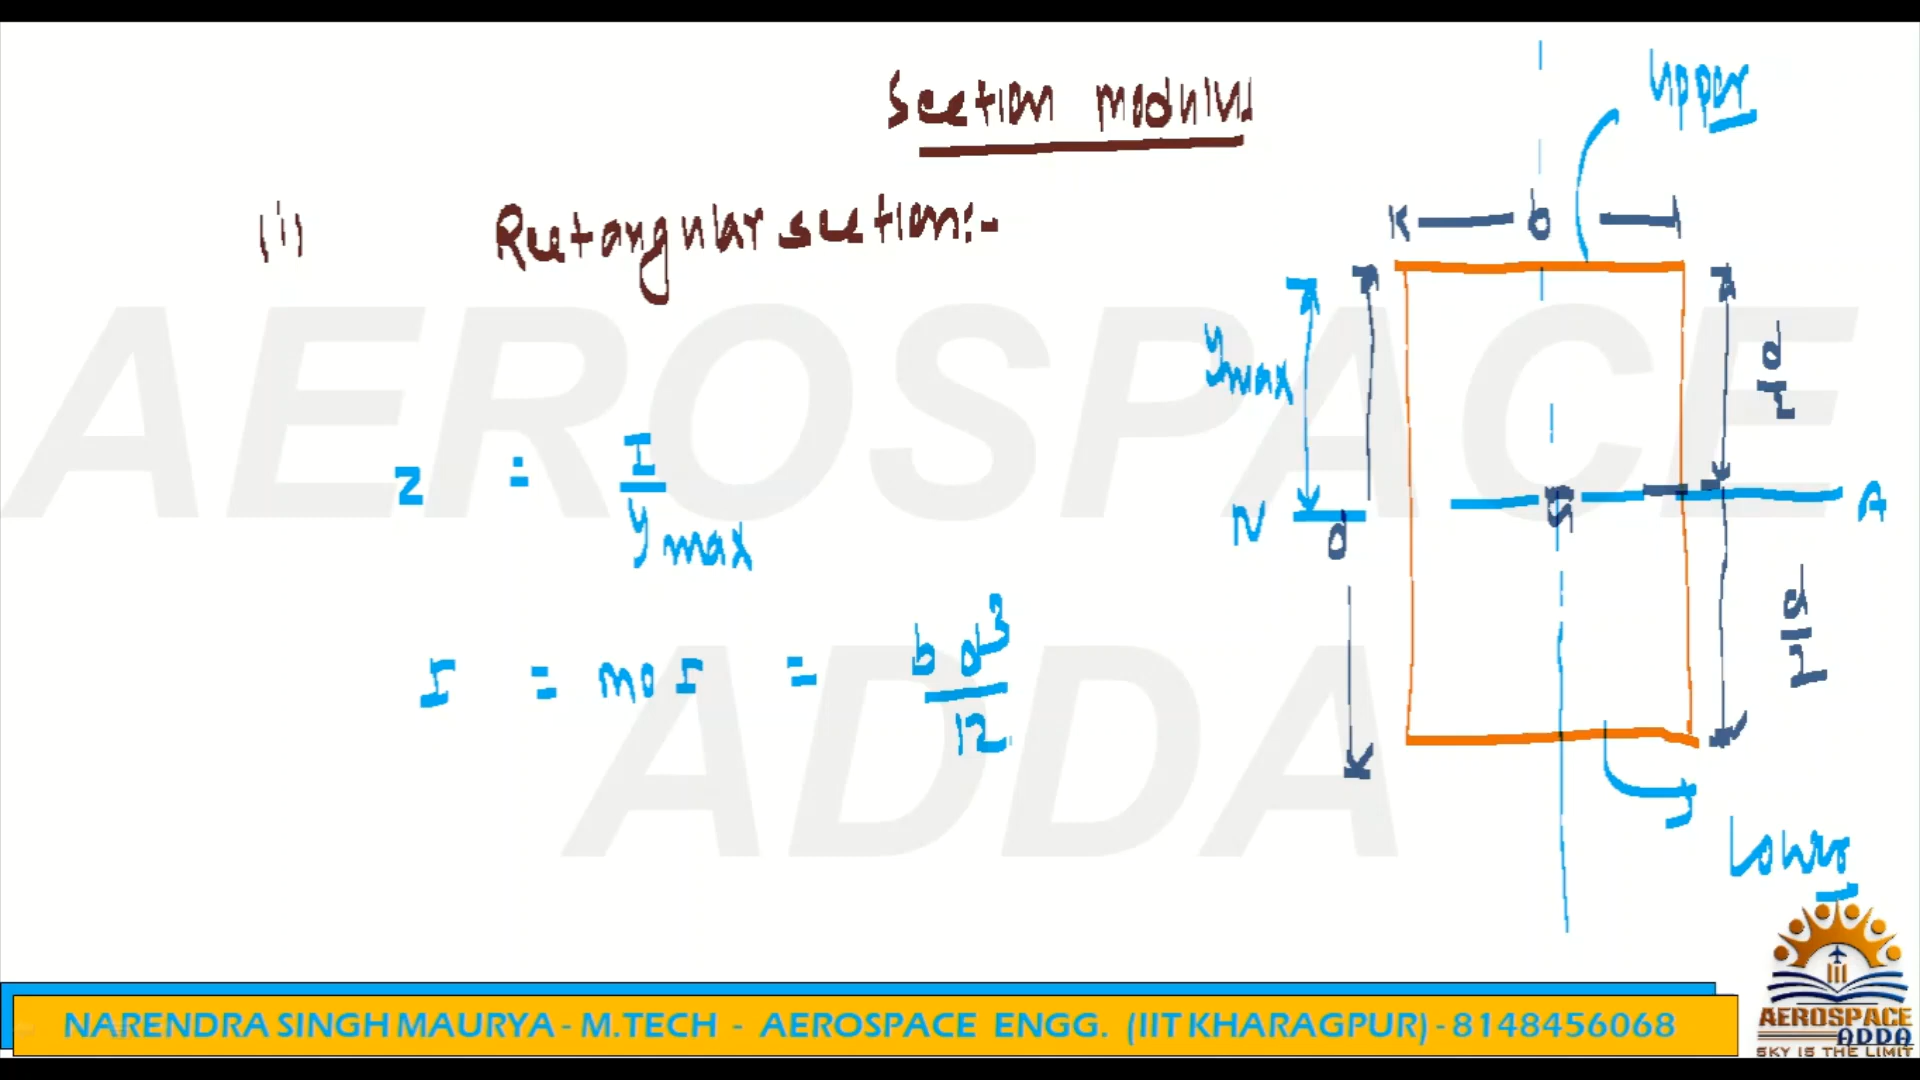 Section modulus
(i) Rectangular section:-
Upper
b
ymax
d/2
Z = I/ymax
N A
G
d
I = MOI = bd³/12
d/2
Lower
AEROSPACE
ADDA
NARENDRA SINGH MAURYA - M.TECH - AEROSPACE ENGG. (IIT KHARAGPUR) - 8148456068
AEROSPACE
ADDA
SKY IS THE LIMIT